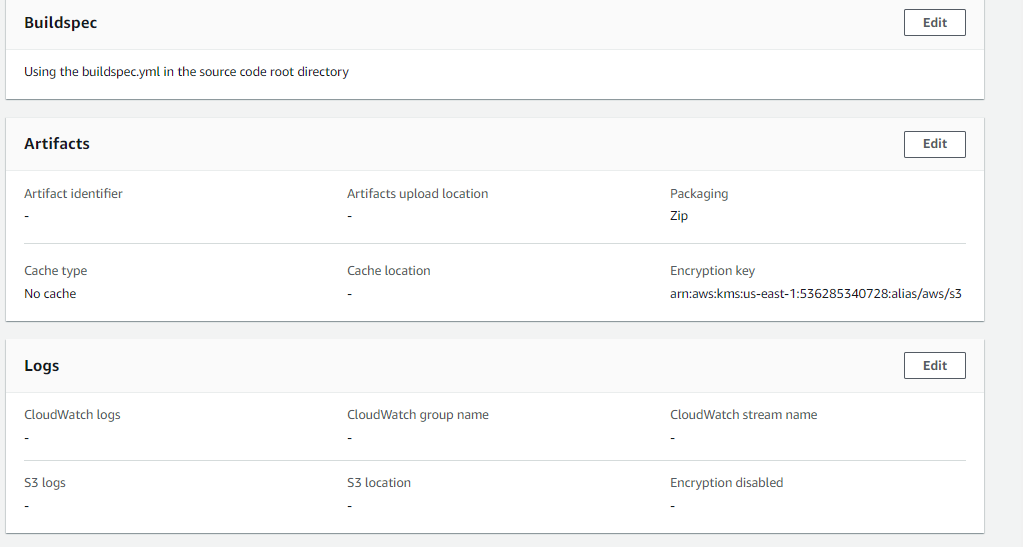 Buildspec
Edit
Using the buildspec.yml in the source code root directory
Artifacts
Edit
Artifact identifier
-
Artifacts upload location
-
Packaging
Zip
Cache type
No cache
Cache location
-
Encryption key
arn:aws:kms:us-east-1:536285340728:alias/aws/s3
Logs
Edit
CloudWatch logs
-
CloudWatch group name
-
CloudWatch stream name
-
S3 logs
-
S3 location
-
Encryption disabled
-